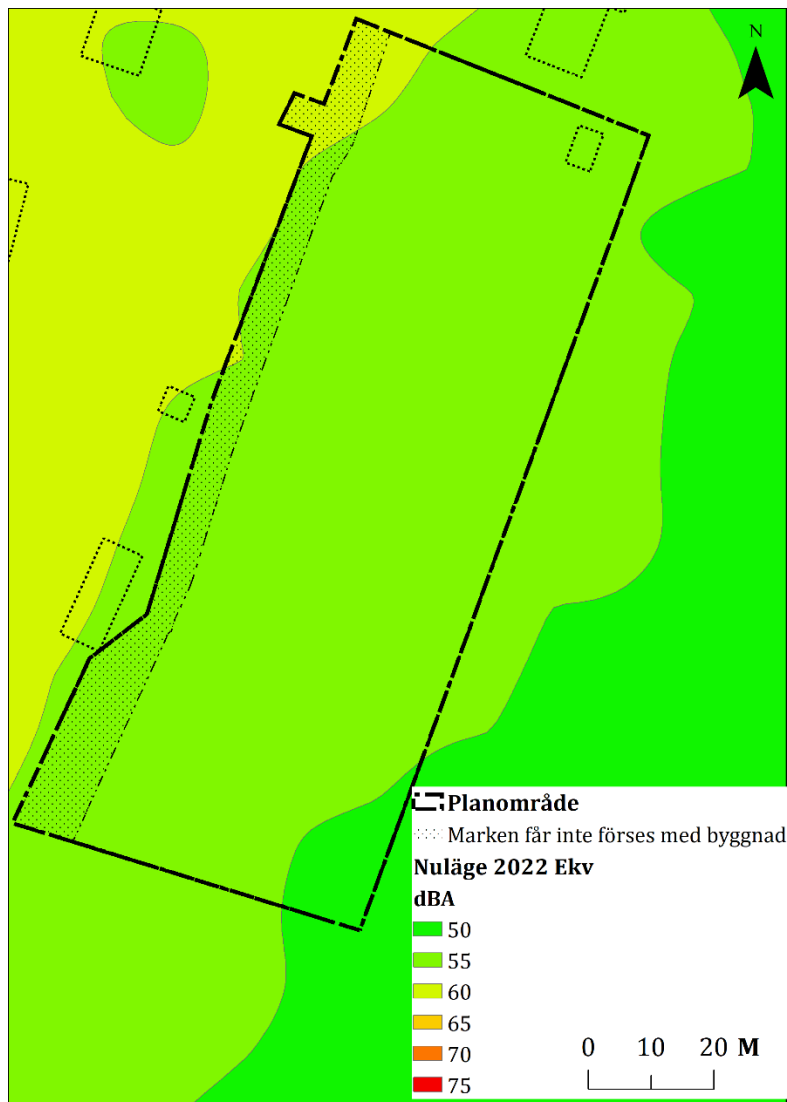 N
Planområde
Marken får inte förses med byggnad
Nuläge 2022 Ekv
dBA
50
55
60
65
70
75
0 10 20 M